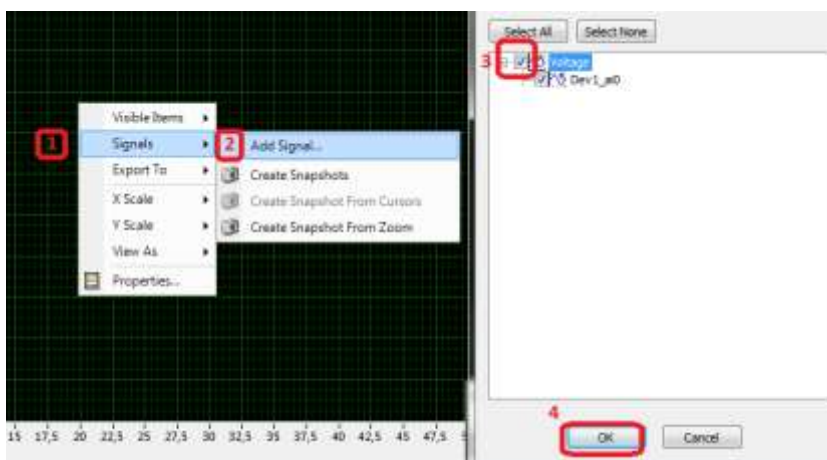 Select All Select None
3
Voltage
Dev1_ai0
Visible Items
1 Signals
2 Add Signal...
Export To
Create Snapshots
X Scale
Create Snapshot From Cursors
Y Scale
Create Snapshot From Zoom
View As
Properties...
4
OK Cancel
15 17,5 20 22,5 25 27,5 30 32,5 35 37,5 40 42,5 45 47,5